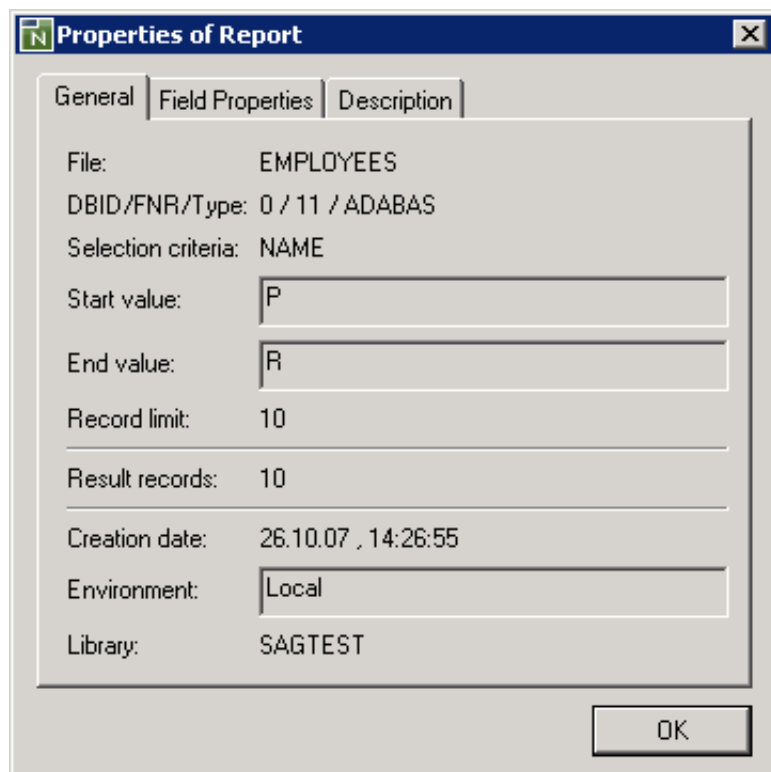 Properties of Report
General Field Properties Description
File: EMPLOYEES
DBID/FNR/Type: 0 / 11 / ADABAS
Selection criteria: NAME
Start value: P
End value: R
Record limit: 10
Result records: 10
Creation date: 26.10.07 , 14:26:55
Environment: Local
Library: SAGTEST
OK